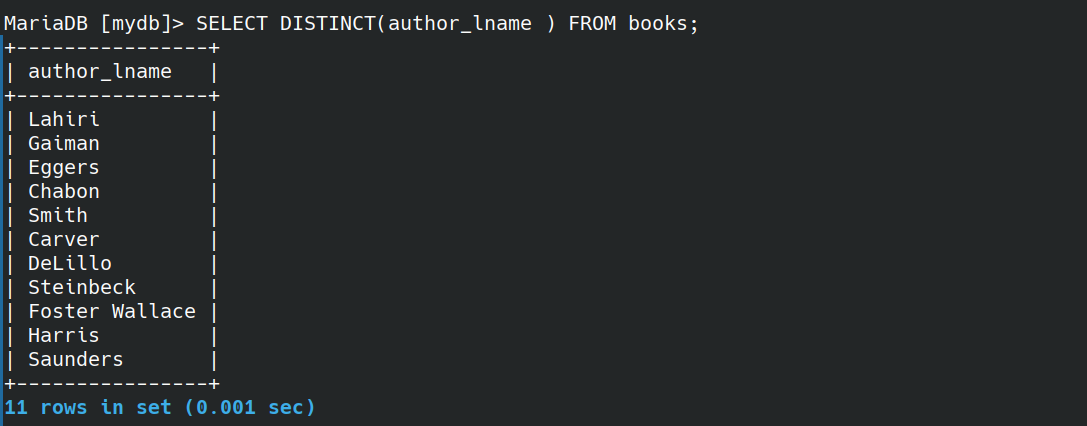 MariaDB [mydb]> SELECT DISTINCT(author_lname ) FROM books;
+----------------+
| author_lname   |
+----------------+
| Lahiri         |
| Gaiman         |
| Eggers         |
| Chabon         |
| Smith          |
| Carver         |
| DeLillo        |
| Steinbeck      |
| Foster Wallace |
| Harris         |
| Saunders       |
+----------------+
11 rows in set (0.001 sec)